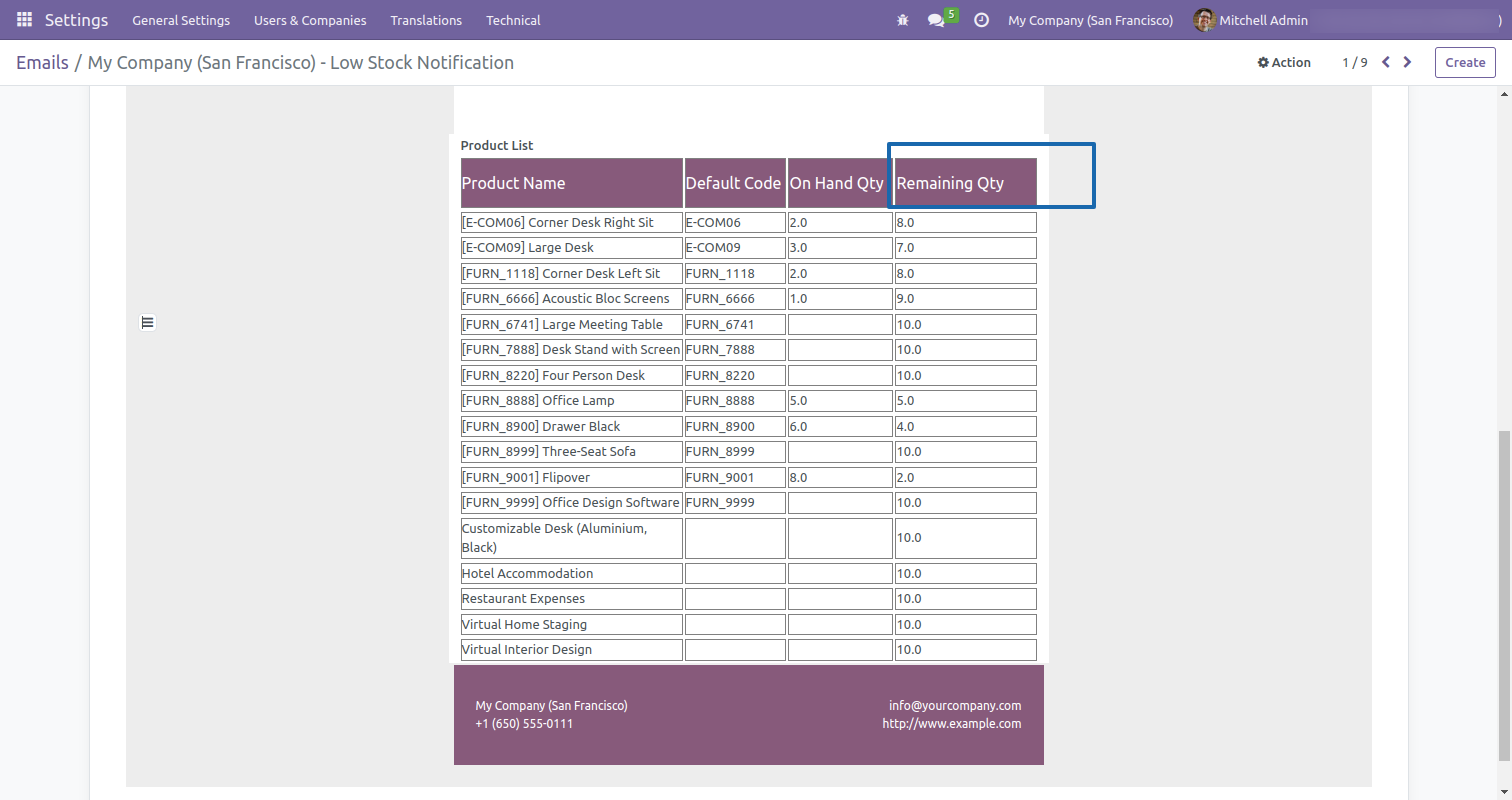 Settings General Settings Users & Companies Translations Technical 5 My Company (San Francisco) Mitchell Admin )
Emails / My Company (San Francisco) - Low Stock Notification Action 1 / 9 Create
Product List
Product Name Default Code On Hand Qty Remaining Qty
[E-COM06] Corner Desk Right Sit E-COM06 2.0 8.0
[E-COM09] Large Desk E-COM09 3.0 7.0
[FURN_1118] Corner Desk Left Sit FURN_1118 2.0 8.0
[FURN_6666] Acoustic Bloc Screens FURN_6666 1.0 9.0
[FURN_6741] Large Meeting Table FURN_6741 10.0
[FURN_7888] Desk Stand with Screen FURN_7888 10.0
[FURN_8220] Four Person Desk FURN_8220 10.0
[FURN_8888] Office Lamp FURN_8888 5.0 5.0
[FURN_8900] Drawer Black FURN_8900 6.0 4.0
[FURN_8999] Three-Seat Sofa FURN_8999 10.0
[FURN_9001] Flipover FURN_9001 8.0 2.0
[FURN_9999] Office Design Software FURN_9999 10.0
Customizable Desk (Aluminium,
Black) 10.0
Hotel Accommodation 10.0
Restaurant Expenses 10.0
Virtual Home Staging 10.0
Virtual Interior Design 10.0
My Company (San Francisco) info@yourcompany.com
+1 (650) 555-0111 http://www.example.com